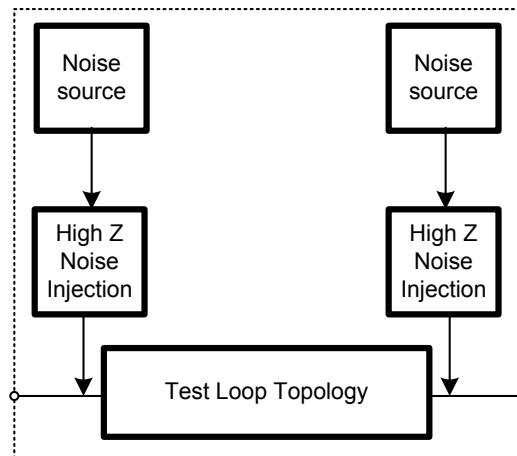 Noise
source
Noise
source
High Z
Noise
Injection
High Z
Noise
Injection
Test Loop Topology